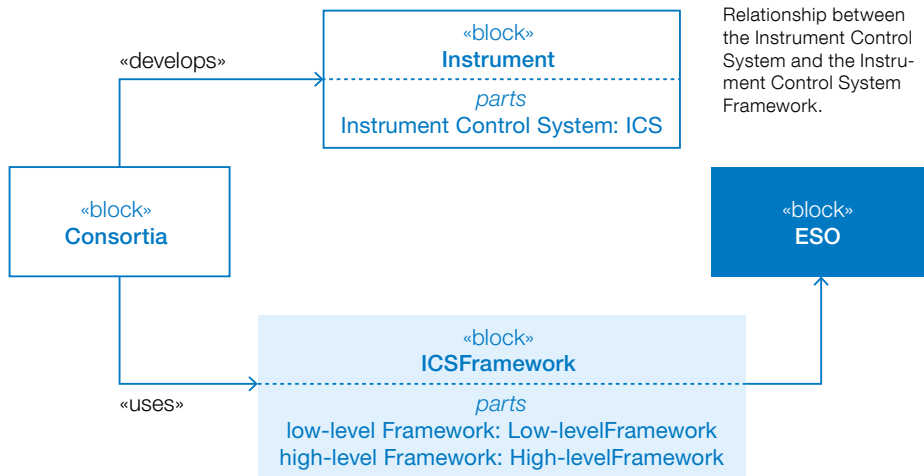 «block»
Instrument
parts
Instrument Control System: ICS
Relationship between
the Instrument Control
System and the Instru-
ment Control System
Framework.
«develops»
«block»
Consortia
«block»
ESO
«uses»
«block»
ICSFramework
parts
low-level Framework: Low-levelFramework
high-level Framework: High-levelFramework